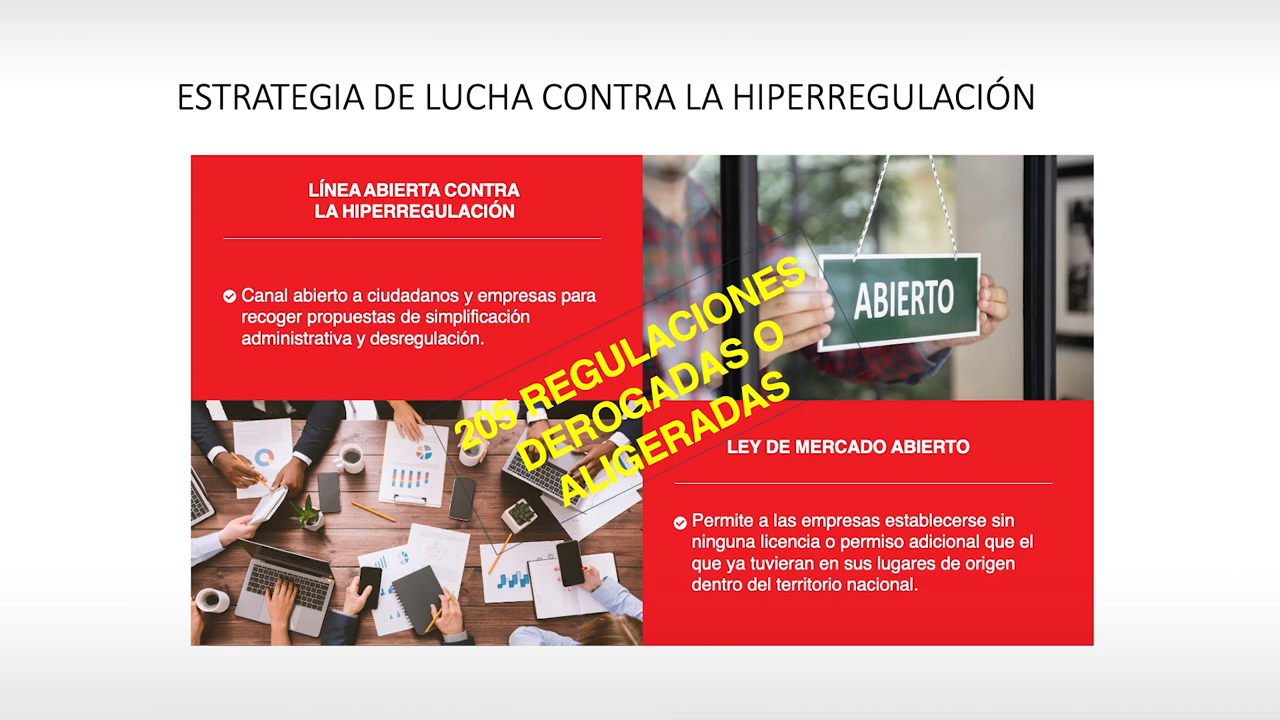 ESTRATEGIA DE LUCHA CONTRA LA HIPERREGULACIÓN
LÍNEA ABIERTA CONTRA
LA HIPERREGULACIÓN
Canal abierto a ciudadanos y empresas para
recoger propuestas de simplificación
administrativa y desregulación.
ABIERTO
205 REGULACIONES
DEROGADAS O
ALIGERADAS
LEY DE MERCADO ABIERTO
Permite a las empresas establecerse sin
ninguna licencia o permiso adicional que el
que ya tuvieran en sus lugares de origen
dentro del territorio nacional.